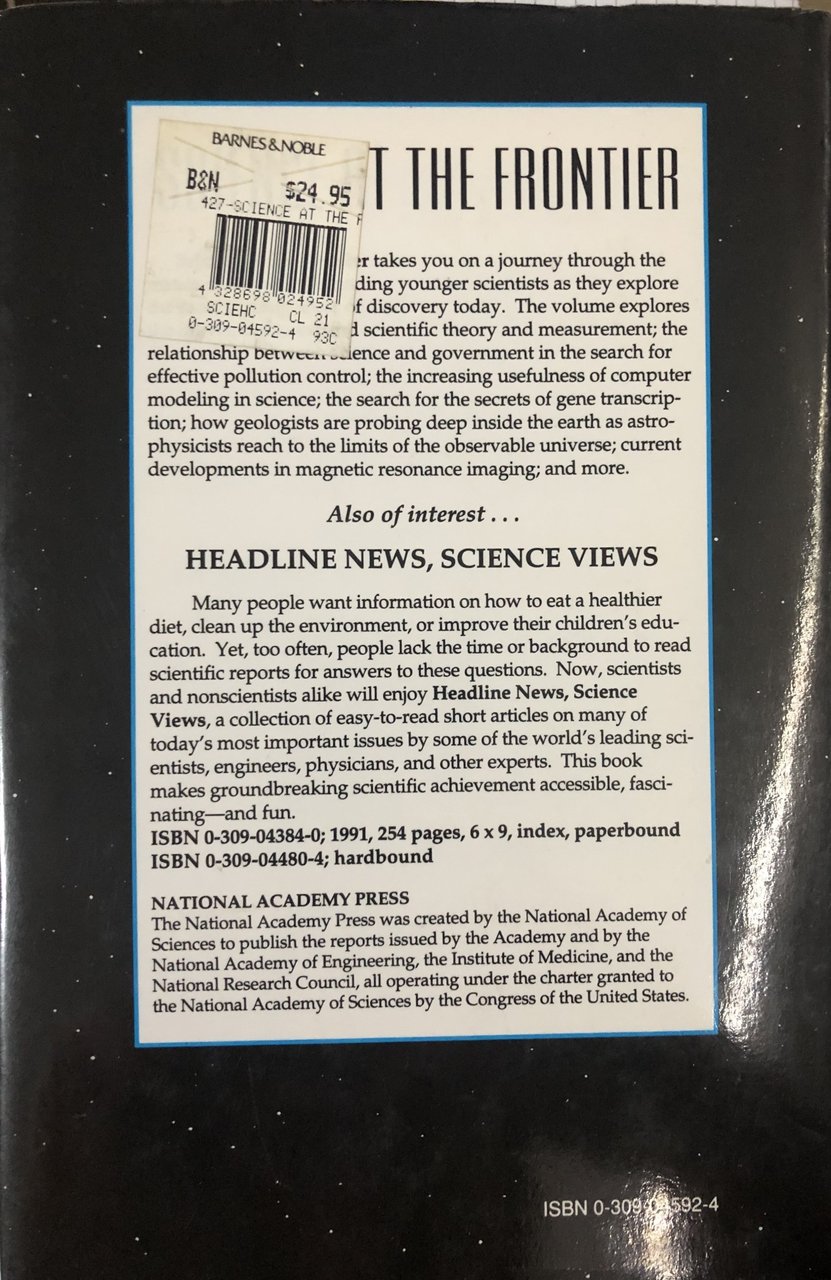 BARNES & NOBLE
B&N $24.95
427-SCIENCE AT THE F
4 328698 024952
SCIEHC CL 21
0-309-04592-4 93C
T THE FRONTIER
er takes you on a journey through the
ding younger scientists as they explore
f discovery today. The volume explores
d scientific theory and measurement; the
relationship between science and government in the search for
effective pollution control; the increasing usefulness of computer
modeling in science; the search for the secrets of gene transcrip-
tion; how geologists are probing deep inside the earth as astro-
physicists reach to the limits of the observable universe; current
developments in magnetic resonance imaging; and more.
Also of interest . . .
HEADLINE NEWS, SCIENCE VIEWS
Many people want information on how to eat a healthier
diet, clean up the environment, or improve their children's edu-
cation. Yet, too often, people lack the time or background to read
scientific reports for answers to these questions. Now, scientists
and nonscientists alike will enjoy Headline News, Science
Views, a collection of easy-to-read short articles on many of
today's most important issues by some of the world's leading sci-
entists, engineers, physicians, and other experts. This book
makes groundbreaking scientific achievement accessible, fasci-
nating—and fun.
ISBN 0-309-04384-0; 1991, 254 pages, 6 x 9, index, paperbound
ISBN 0-309-04480-4; hardbound
NATIONAL ACADEMY PRESS
The National Academy Press was created by the National Academy of
Sciences to publish the reports issued by the Academy and by the
National Academy of Engineering, the Institute of Medicine, and the
National Research Council, all operating under the charter granted to
the National Academy of Sciences by the Congress of the United States.
ISBN 0-309-04592-4